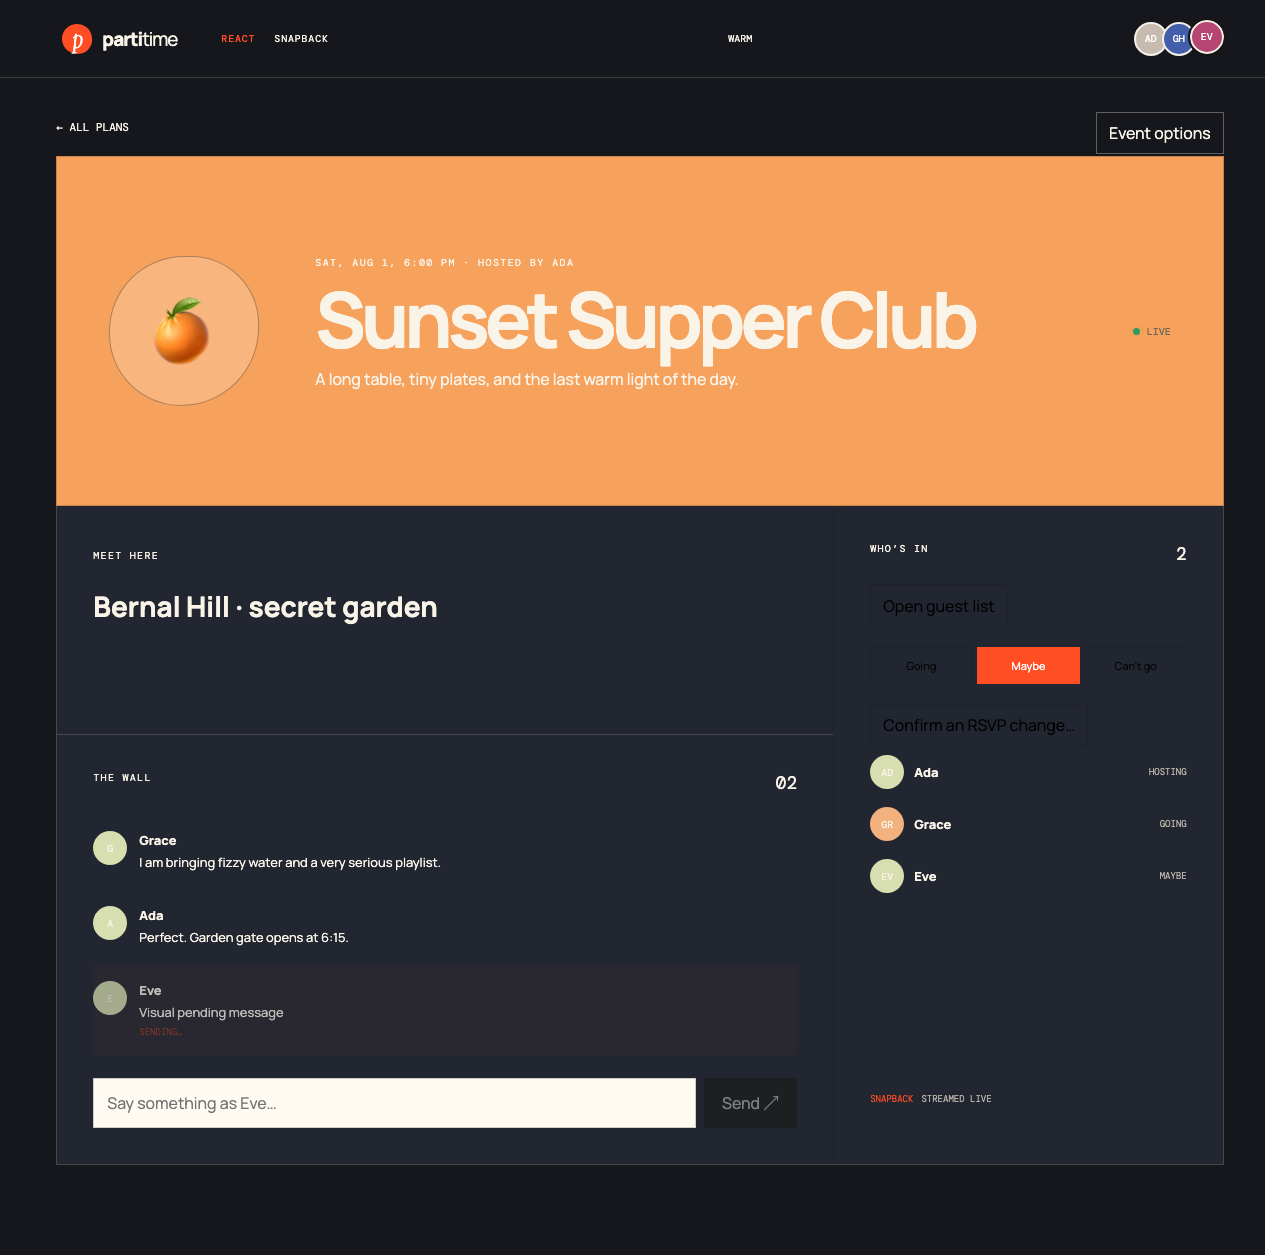 p partitime REACT SNAPBACK WARM AD GH EV
← ALL PLANS
Event options
SAT, AUG 1, 6:00 PM · HOSTED BY ADA
Sunset Supper Club
A long table, tiny plates, and the last warm light of the day.
LIVE
MEET HERE
Bernal Hill · secret garden
THE WALL 02
G Grace
I am bringing fizzy water and a very serious playlist.
A Ada
Perfect. Garden gate opens at 6:15.
E Eve
Visual pending message
SENDING…
Say something as Eve…
Send ↗
WHO'S IN 2
Open guest list
Going Maybe Can't go
Confirm an RSVP change…
AD Ada HOSTING
GR Grace GOING
EV Eve MAYBE
SNAPBACK STREAMED LIVE